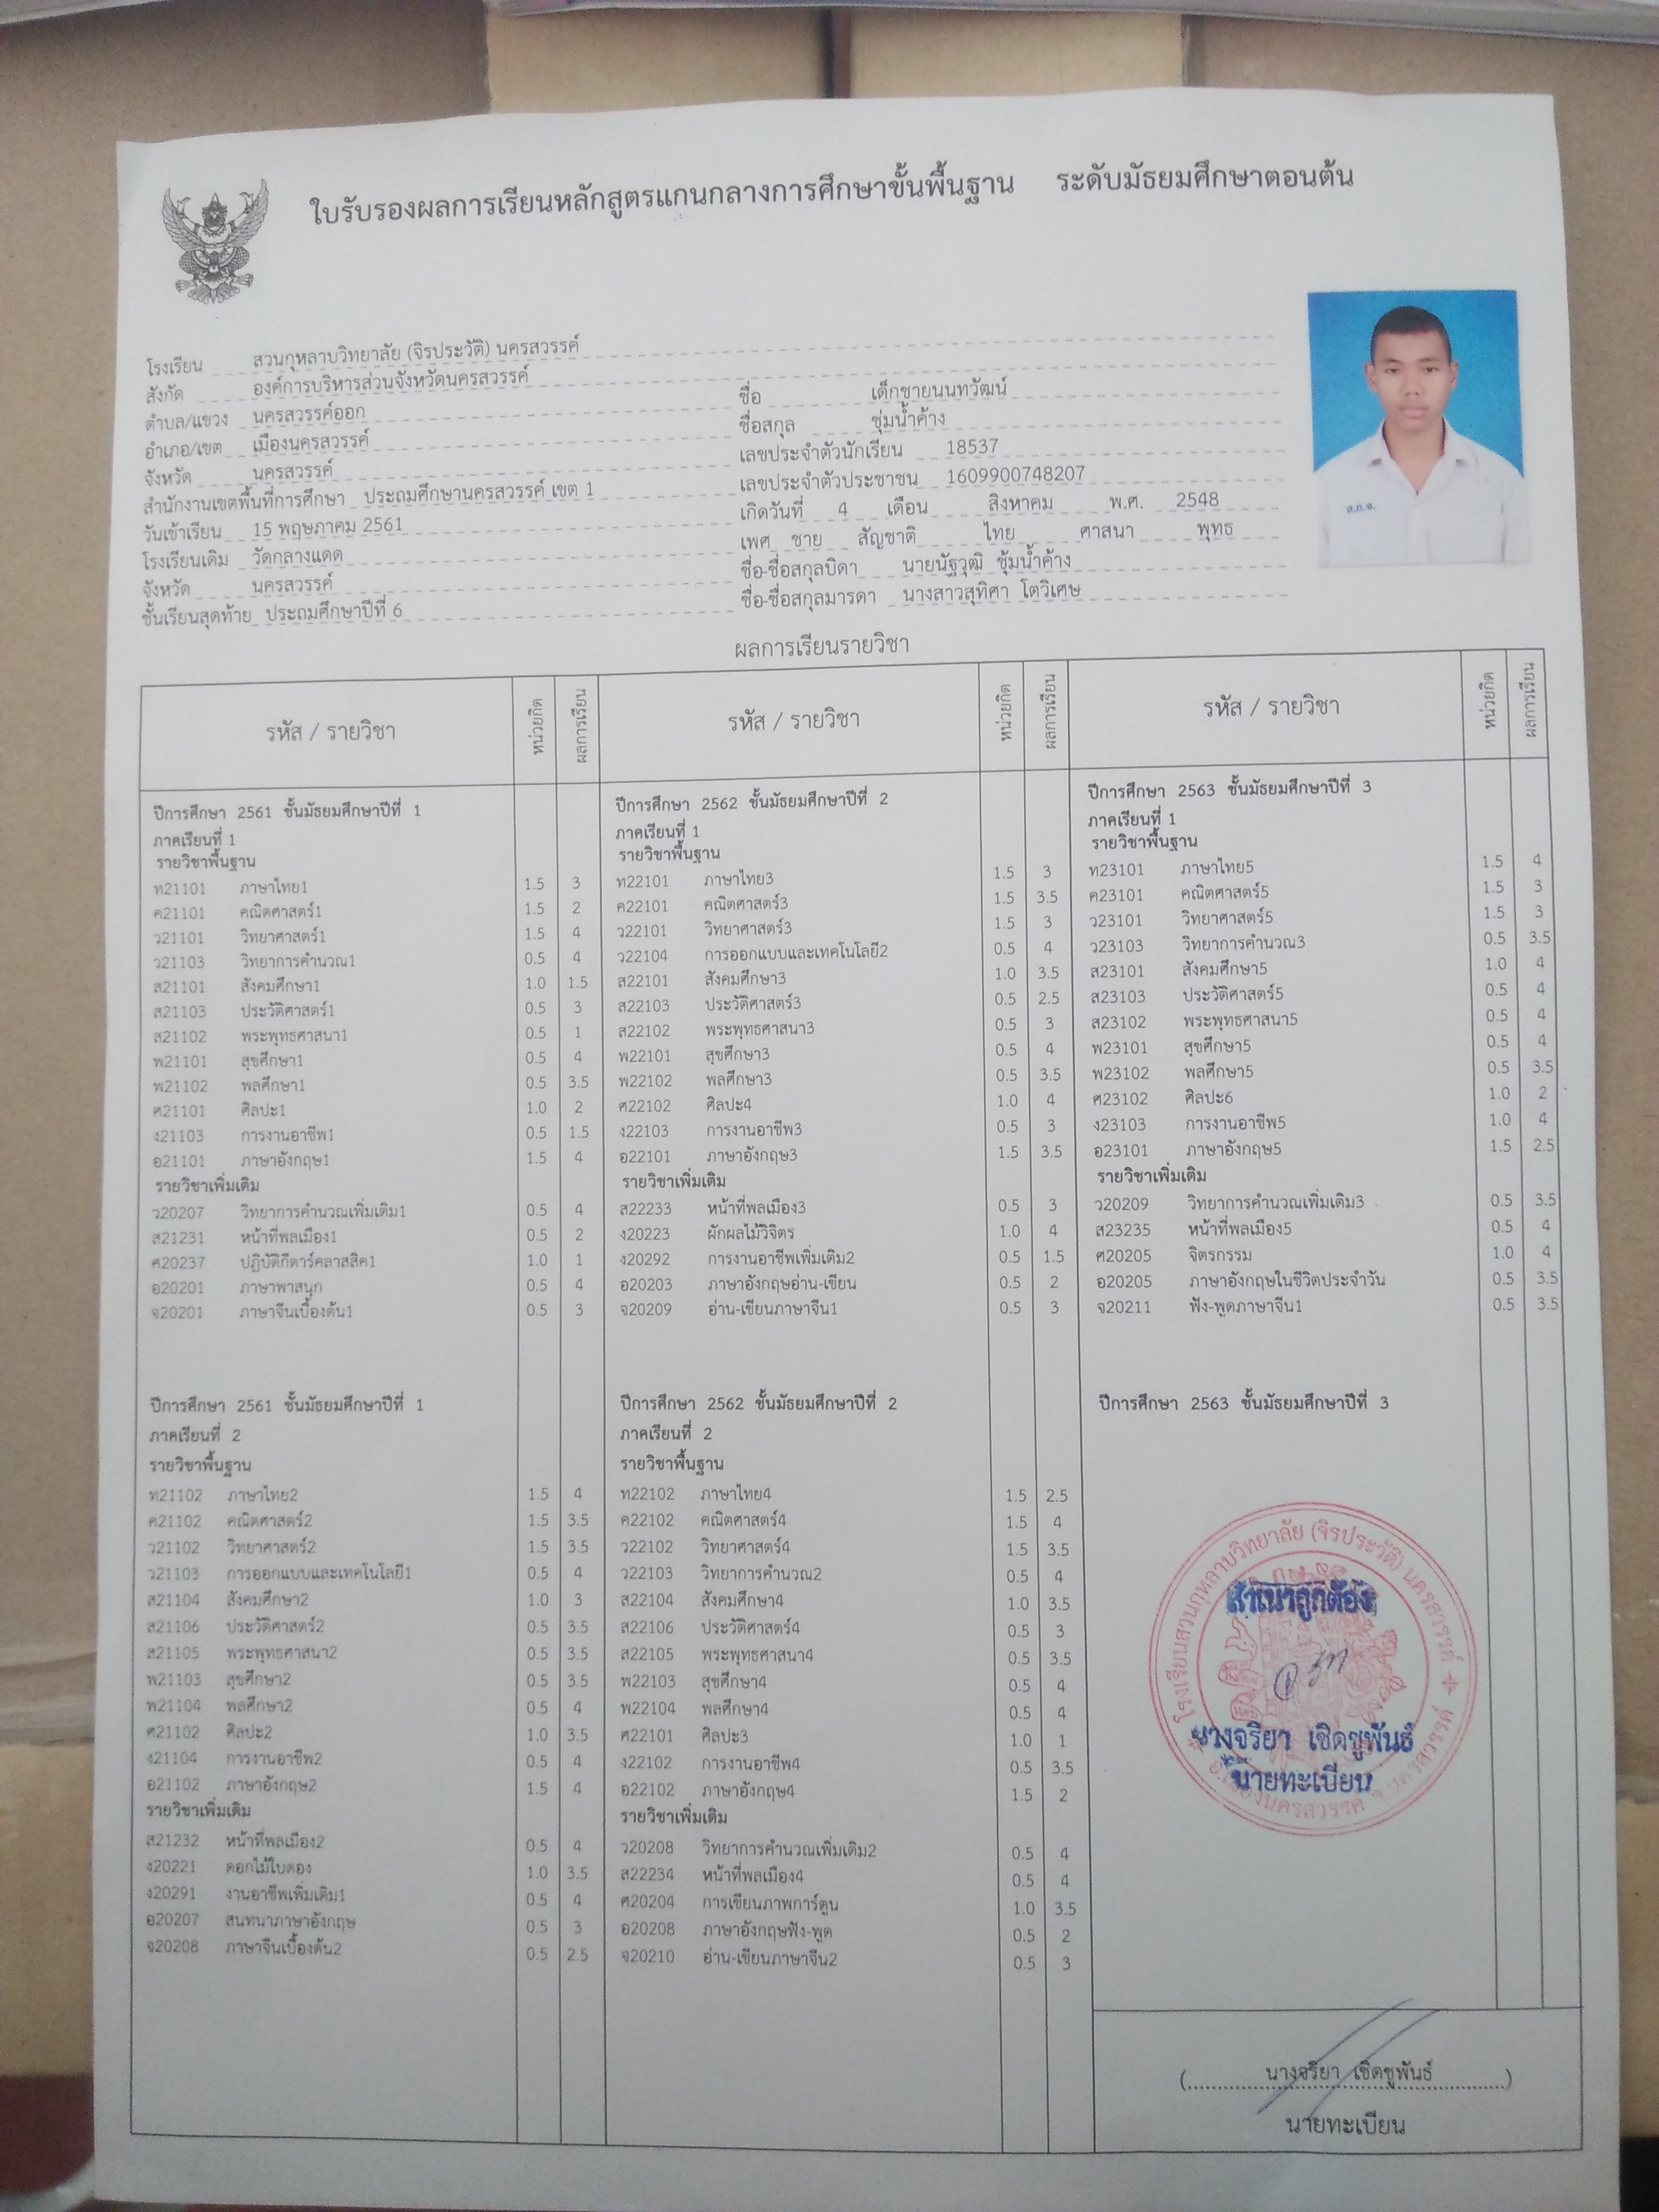 ใบรับรองผลการเรียนหลักสูตรแกนกลางการศึกษาขั้นพื้นฐาน ระดับมัธยมศึกษาตอนต้น
โรงเรียน สวนกุหลาบวิทยาลัย (จิรประวัติ) นครสวรรค์
สังกัด องค์การบริหารส่วนจังหวัดนครสวรรค์
ตำบล/แขวง นครสวรรค์ออก
อำเภอ/เขต เมืองนครสวรรค์
จังหวัด นครสวรรค์
สำนักงานเขตพื้นที่การศึกษา ประถมศึกษานครสวรรค์ เขต 1
วันเข้าเรียน 15 พฤษภาคม 2561
โรงเรียนเดิม วัดกลางแดด
จังหวัด นครสวรรค์
ชั้นเรียนสุดท้าย ประถมศึกษาปีที่ 6
ชื่อ เด็กชายนนทวัฒน์
ชื่อสกุล ชุ่มน้ำค้าง
เลขประจำตัวนักเรียน 18537
เลขประจำตัวประชาชน 1609900748207
เกิดวันที่ 4 เดือน สิงหาคม พ.ศ. 2548
เพศ ชาย สัญชาติ ไทย ศาสนา พุทธ
ชื่อ-ชื่อสกุลบิดา นายนัฐวุฒิ ชุ้มน้ำค้าง
ชื่อ-ชื่อสกุลมารดา นางสาวสุทิศา โตวิเศษ
ส.ก.จ.
ผลการเรียนรายวิชา
รหัส / รายวิชา หน่วยกิต ผลการเรียน
ปีการศึกษา 2561 ชั้นมัธยมศึกษาปีที่ 1
ภาคเรียนที่ 1
รายวิชาพื้นฐาน
ท21101 ภาษาไทย1 1.5 3
ค21101 คณิตศาสตร์1 1.5 2
ว21101 วิทยาศาสตร์1 1.5 4
ว21103 วิทยาการคำนวณ1 0.5 4
ส21101 สังคมศึกษา1 1.0 1.5
ส21103 ประวัติศาสตร์1 0.5 3
ส21102 พระพุทธศาสนา1 0.5 1
พ21101 สุขศึกษา1 0.5 4
พ21102 พลศึกษา1 0.5 3.5
ศ21101 ศิลปะ1 1.0 2
ง21103 การงานอาชีพ1 0.5 1.5
อ21101 ภาษาอังกฤษ1 1.5 4
รายวิชาเพิ่มเติม
ว20207 วิทยาการคำนวณเพิ่มเติม1 0.5 4
ส21231 หน้าที่พลเมือง1 0.5 2
ศ20237 ปฏิบัติกีตาร์คลาสสิค1 1.0 1
อ20201 ภาษาพาสนุก 0.5 4
จ20201 ภาษาจีนเบื้องต้น1 0.5 3
ปีการศึกษา 2561 ชั้นมัธยมศึกษาปีที่ 1
ภาคเรียนที่ 2
รายวิชาพื้นฐาน
ท21102 ภาษาไทย2 1.5 4
ค21102 คณิตศาสตร์2 1.5 3.5
ว21102 วิทยาศาสตร์2 1.5 3.5
ว21103 การออกแบบและเทคโนโลยี1 0.5 4
ส21104 สังคมศึกษา2 1.0 3
ส21106 ประวัติศาสตร์2 0.5 3.5
ส21105 พระพุทธศาสนา2 0.5 3.5
พ21103 สุขศึกษา2 0.5 3.5
พ21104 พลศึกษา2 0.5 4
ศ21102 ศิลปะ2 1.0 3.5
ง21104 การงานอาชีพ2 0.5 4
อ21102 ภาษาอังกฤษ2 1.5 4
รายวิชาเพิ่มเติม
ส21232 หน้าที่พลเมือง2 0.5 4
ง20221 ดอกไม้ใบตอง 1.0 3.5
ง20291 งานอาชีพเพิ่มเติม1 0.5 4
อ20207 สนทนาภาษาอังกฤษ 0.5 3
จ20208 ภาษาจีนเบื้องต้น2 0.5 2.5
รหัส / รายวิชา หน่วยกิต ผลการเรียน
ปีการศึกษา 2562 ชั้นมัธยมศึกษาปีที่ 2
ภาคเรียนที่ 1
รายวิชาพื้นฐาน
ท22101 ภาษาไทย3 1.5 3
ค22101 คณิตศาสตร์3 1.5 3.5
ว22101 วิทยาศาสตร์3 1.5 3
ว22104 การออกแบบและเทคโนโลยี2 0.5 4
ส22101 สังคมศึกษา3 1.0 3.5
ส22103 ประวัติศาสตร์3 0.5 2.5
ส22102 พระพุทธศาสนา3 0.5 3
พ22101 สุขศึกษา3 0.5 4
พ22102 พลศึกษา3 0.5 3.5
ศ22102 ศิลปะ4 1.0 4
ง22103 การงานอาชีพ3 0.5 3
อ22101 ภาษาอังกฤษ3 1.5 3.5
รายวิชาเพิ่มเติม
ส22233 หน้าที่พลเมือง3 0.5 3
ง20223 ผักผลไม้วิจิตร 1.0 4
ง20292 การงานอาชีพเพิ่มเติม2 0.5 1.5
อ20203 ภาษาอังกฤษอ่าน-เขียน 0.5 2
จ20209 อ่าน-เขียนภาษาจีน1 0.5 3
ปีการศึกษา 2562 ชั้นมัธยมศึกษาปีที่ 2
ภาคเรียนที่ 2
รายวิชาพื้นฐาน
ท22102 ภาษาไทย4 1.5 2.5
ค22102 คณิตศาสตร์4 1.5 4
ว22102 วิทยาศาสตร์4 1.5 3.5
ว22103 วิทยาการคำนวณ2 0.5 4
ส22104 สังคมศึกษา4 1.0 3.5
ส22106 ประวัติศาสตร์4 0.5 3
ส22105 พระพุทธศาสนา4 0.5 3.5
พ22103 สุขศึกษา4 0.5 4
พ22104 พลศึกษา4 0.5 4
ศ22101 ศิลปะ3 1.0 1
ง22102 การงานอาชีพ4 0.5 3.5
อ22102 ภาษาอังกฤษ4 1.5 2
รายวิชาเพิ่มเติม
ว20208 วิทยาการคำนวณเพิ่มเติม2 0.5 4
ส22234 หน้าที่พลเมือง4 0.5 4
ศ20204 การเขียนภาพการ์ตูน 1.0 3.5
อ20208 ภาษาอังกฤษฟัง-พูด 0.5 2
จ20210 อ่าน-เขียนภาษาจีน2 0.5 3
รหัส / รายวิชา หน่วยกิต ผลการเรียน
ปีการศึกษา 2563 ชั้นมัธยมศึกษาปีที่ 3
ภาคเรียนที่ 1
รายวิชาพื้นฐาน
ท23101 ภาษาไทย5 1.5 4
ค23101 คณิตศาสตร์5 1.5 3
ว23101 วิทยาศาสตร์5 1.5 3
ว23103 วิทยาการคำนวณ3 0.5 3.5
ส23101 สังคมศึกษา5 1.0 4
ส23103 ประวัติศาสตร์5 0.5 4
ส23102 พระพุทธศาสนา5 0.5 4
พ23101 สุขศึกษา5 0.5 4
พ23102 พลศึกษา5 0.5 3.5
ศ23102 ศิลปะ6 1.0 2
ง23103 การงานอาชีพ5 1.0 4
อ23101 ภาษาอังกฤษ5 1.5 2.5
รายวิชาเพิ่มเติม
ว20209 วิทยาการคำนวณเพิ่มเติม3 0.5 3.5
ส23235 หน้าที่พลเมือง5 0.5 4
ศ20205 จิตรกรรม 1.0 4
อ20205 ภาษาอังกฤษในชีวิตประจำวัน 0.5 3.5
จ20211 ฟัง-พูดภาษาจีน1 0.5 3.5
ปีการศึกษา 2563 ชั้นมัธยมศึกษาปีที่ 3
โรงเรียนสวนกุหลาบวิทยาลัย (จิรประวัติ) นครสวรรค์
อ.เมืองนครสวรรค์ จ.นครสวรรค์
สำเนาถูกต้อง
นางจริยา เชิดชูพันธ์
นายทะเบียน
(นางจริยา เชิดชูพันธ์)
นายทะเบียน